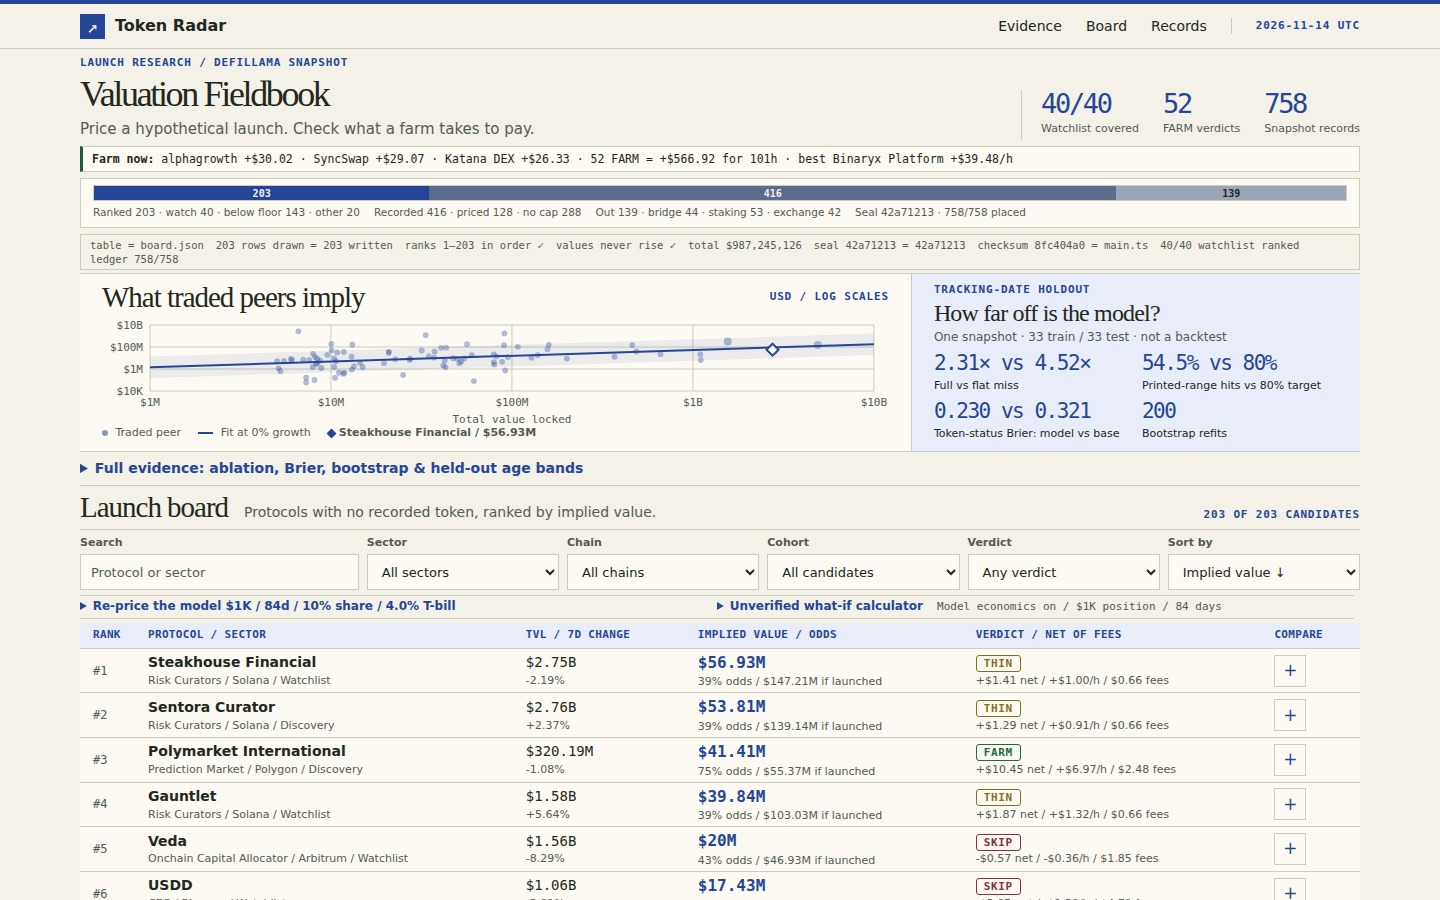 Token Radar
Evidence Board Records 2026-11-14 UTC
LAUNCH RESEARCH / DEFILLAMA SNAPSHOT
Valuation Fieldbook
Price a hypothetical launch. Check what a farm takes to pay.
40/40 52 758
Watchlist covered FARM verdicts Snapshot records
Farm now: alphagrowth +$30.02 · SyncSwap +$29.07 · Katana DEX +$26.33 · 52 FARM = +$566.92 for 101h · best Binaryx Platform +$39.48/h
203 416 139
Ranked 203 · watch 40 · below floor 143 · other 20 Recorded 416 · priced 128 · no cap 288 Out 139 · bridge 44 · staking 53 · exchange 42 Seal 42a71213 · 758/758 placed
table = board.json 203 rows drawn = 203 written ranks 1–203 in order ✓ values never rise ✓ total $987,245,126 seal 42a71213 = 42a71213 checksum 8fc404a0 = main.ts 40/40 watchlist ranked
ledger 758/758
What traded peers imply
USD / LOG SCALES
$10B
$100M
$1M
$10K
$1M $10M $100M $1B $10B
Total value locked
Traded peer Fit at 0% growth Steakhouse Financial / $56.93M
TRACKING-DATE HOLDOUT
How far off is the model?
One snapshot · 33 train / 33 test · not a backtest
2.31× vs 4.52× 54.5% vs 80%
Full vs flat miss Printed-range hits vs 80% target
0.230 vs 0.321 200
Token-status Brier: model vs base Bootstrap refits
Full evidence: ablation, Brier, bootstrap & held-out age bands
Launch board Protocols with no recorded token, ranked by implied value.
203 OF 203 CANDIDATES
Search Sector Chain Cohort Verdict Sort by
Protocol or sector All sectors All chains All candidates Any verdict Implied value ↓
Re-price the model $1K / 84d / 10% share / 4.0% T-bill
Unverified what-if calculator Model economics on / $1K position / 84 days
RANK PROTOCOL / SECTOR TVL / 7D CHANGE IMPLIED VALUE / ODDS VERDICT / NET OF FEES COMPARE
#1 Steakhouse Financial $2.75B $56.93M THIN +
Risk Curators / Solana / Watchlist -2.19% 39% odds / $147.21M if launched +$1.41 net / +$1.00/h / $0.66 fees
#2 Sentora Curator $2.76B $53.81M THIN +
Risk Curators / Solana / Discovery +2.37% 39% odds / $139.14M if launched +$1.29 net / +$0.91/h / $0.66 fees
#3 Polymarket International $320.19M $41.41M FARM +
Prediction Market / Polygon / Discovery -1.08% 75% odds / $55.37M if launched +$10.45 net / +$6.97/h / $2.48 fees
#4 Gauntlet $1.58B $39.84M THIN +
Risk Curators / Solana / Watchlist +5.64% 39% odds / $103.03M if launched +$1.87 net / +$1.32/h / $0.66 fees
#5 Veda $1.56B $20M SKIP +
Onchain Capital Allocator / Arbitrum / Watchlist -8.29% 43% odds / $46.93M if launched -$0.57 net / -$0.36/h / $1.85 fees
#6 USDD $1.06B $17.43M SKIP +